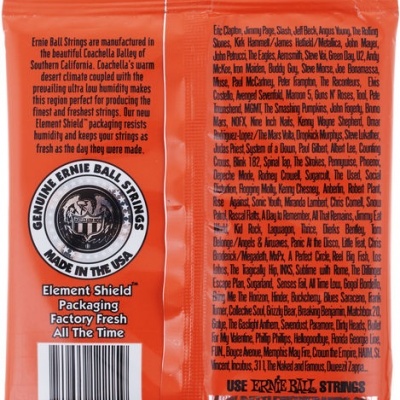 Ernie Ball Strings are manufactured in
the beautiful Coachella Valley of
Southern California. Coachella's warm
desert climate coupled with the
prevailing ultra low humidity makes
this region perfect for producing the
finest and freshest strings. Our new
Element Shield™ packaging resists
humidity and keeps your strings as
fresh as the day they were made.
GENUINE ERNIE BALL STRINGS
MADE IN THE USA
Element Shield™
Packaging
Factory Fresh
All The Time
Eric Clapton, Jimmy Page, Slash, Jeff Beck, Angus Young, The Rolling
Stones, Kirk Hammett/James Hetfield/Metallica, John Mayer,
John Petrucci, The Eagles, Aerosmith, Steve Vai, Green Day, U2, Andy
McKee, Iron Maiden, Buddy Guy, Steve Morse, Joe Bonamassa,
Muse, Paul McCartney, Peter Frampton, The Raconteurs, Elvis
Costello, Avenged Sevenfold, Maroon 5, Guns N' Roses, Tool, Pete
Townshend, MGMT, The Smashing Pumpkins, John Fogerty, Bruno
Mars, NOFX, Nine Inch Nails, Kenny Wayne Shepherd, Omar
Rodriguez-Lopez/The Mars Volta, Dropkick Murphys, Steve Lukather,
Judas Priest, System of a Down, Paul Gilbert, Albert Lee, Counting
Crows, Blink 182, Spinal Tap, The Strokes, Pennywise, Phoenix,
Depeche Mode, Rodney Crowell, Sugarcult, The Used, Social
Distortion, Flogging Molly, Kenny Chesney, Anberlin, Robert Plant,
Rise Against, Sonic Youth, Miranda Lambert, Chris Cornell, Snow
Patrol, Rascal Flatts, A Day to Remember, All That Remains, Jimmy Eat
World, Kid Rock, Lagwagon, Thrice, Dierks Bentley, Tom
Delonge/Angels & Airwaves, Panic At the Disco, Little Feat, Chris
Broderick/Megadeth, MxPx, A Perfect Circle, Reel Big Fish, Los
Lobos, The Tragically Hip, INXS, Sublime with Rome, The Dillinger
Escape Plan, Sugarland, Senses Fail, All Time Low, Gogol Bordello,
Bring Me The Horizon, Hinder, Buckcherry, Blues Saraceno, Frank
Turner, Collective Soul, Grizzly Bear, Breaking Benjamin, Matchbox 20,
Gotye, The Gaslight Anthem, Sevendust, Paramore, Dirty Heads, Bullet
for My Valentine, Phillip Phillips, Hellogoodbye, Florida Georgia Line,
FUN., Bowye Avenue, Memphis May Fire, Crown the Empire, HAIM, St.
Vincent, Incubus, 311, The Naked and Famous, Dweezil Zappa...
USE ERNIE BALL STRINGS